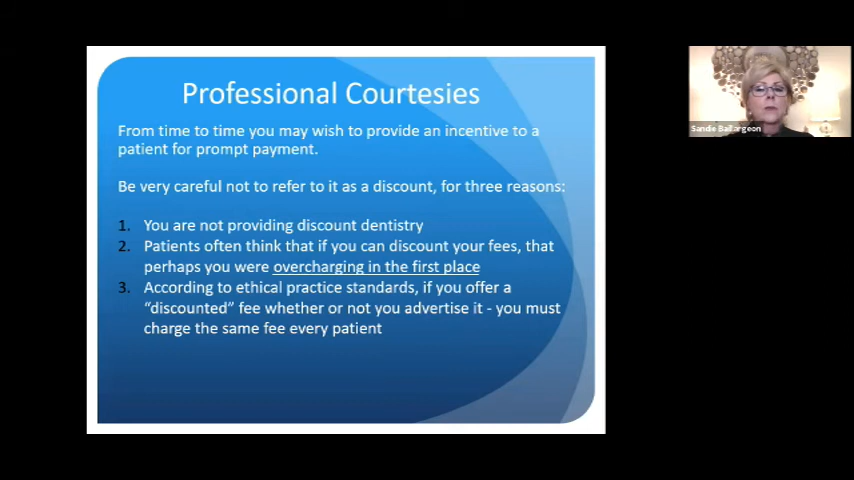 Professional Courtesies
From time to time you may wish to provide an incentive to a
patient for prompt payment.
Be very careful not to refer to it as a discount, for three reasons:
1. You are not providing discount dentistry
2. Patients often think that if you can discount your fees, that
perhaps you were overcharging in the first place
3. According to ethical practice standards, if you offer a
“discounted” fee whether or not you advertise it - you must
charge the same fee every patient
Sandie Baillargeon